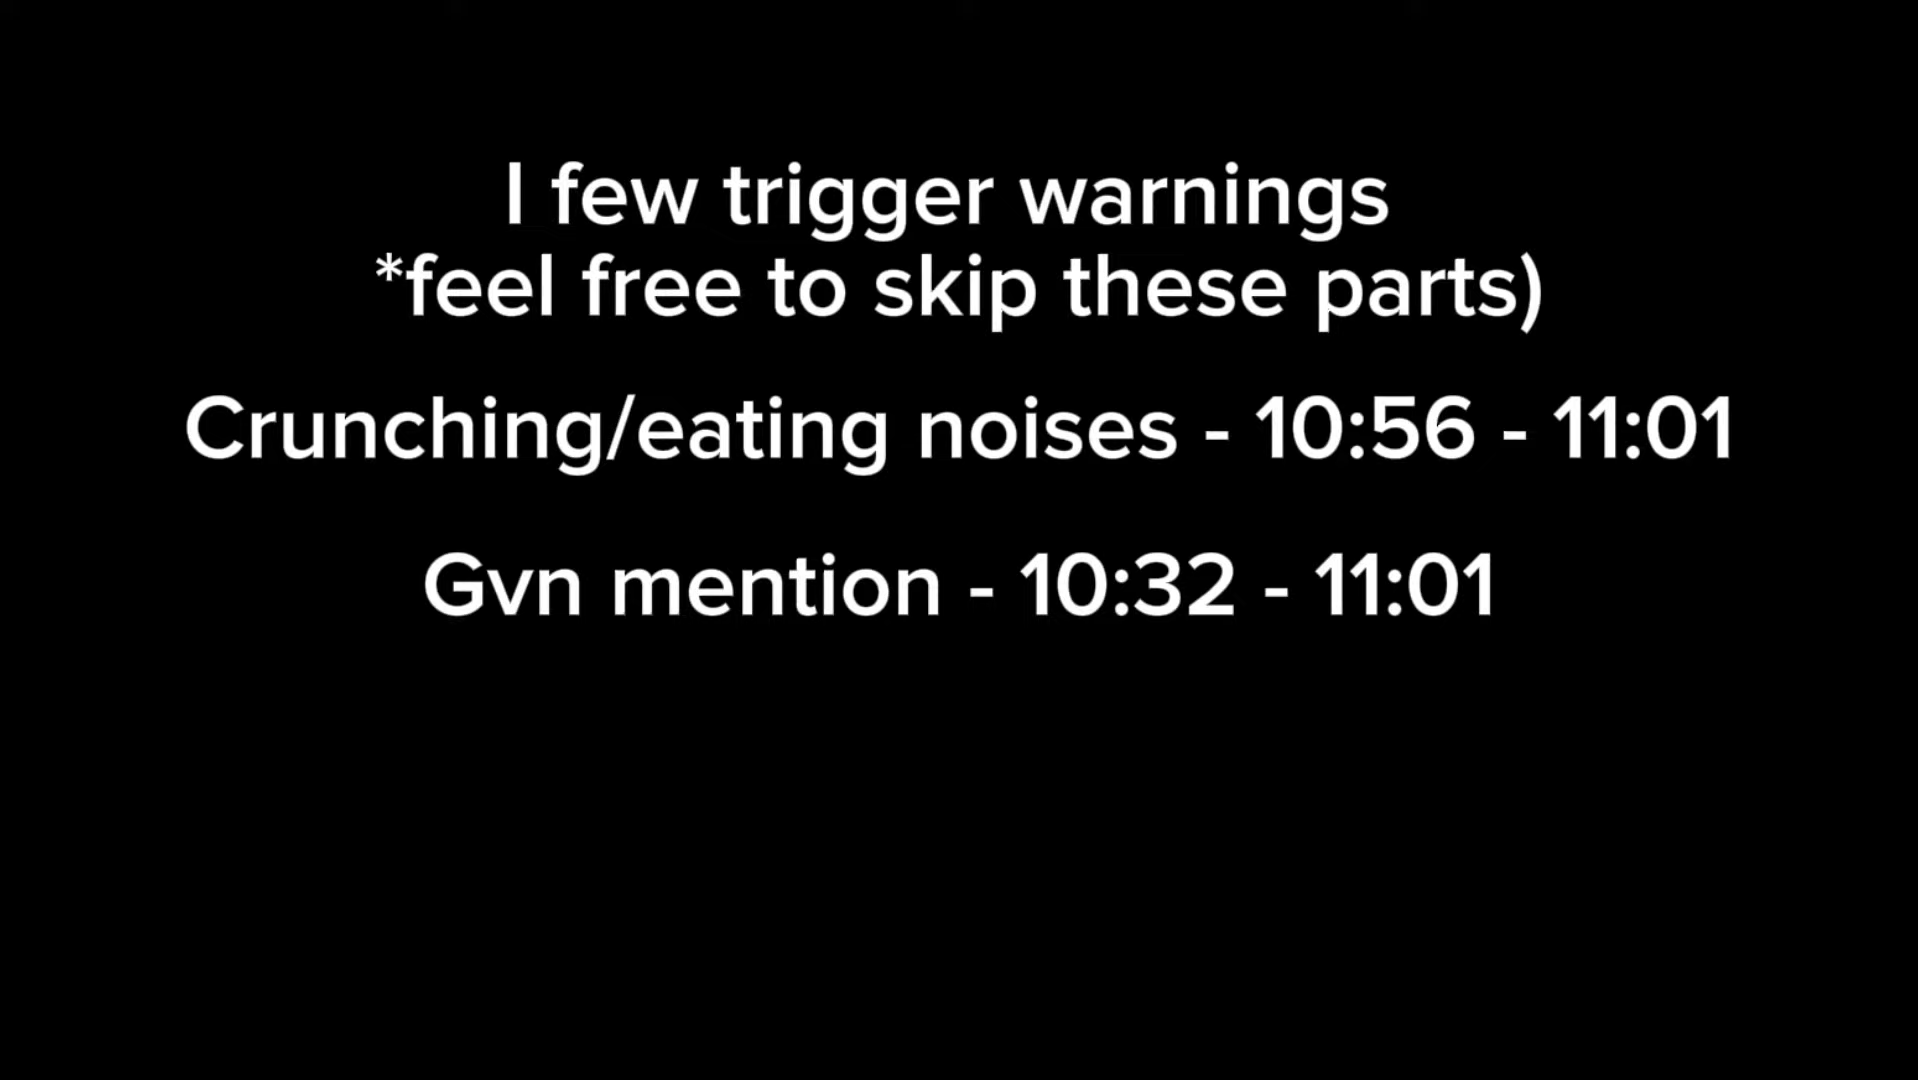 I few trigger warnings
*feel free to skip these parts)
Crunching/eating noises - 10:56 - 11:01
Gvn mention - 10:32 - 11:01